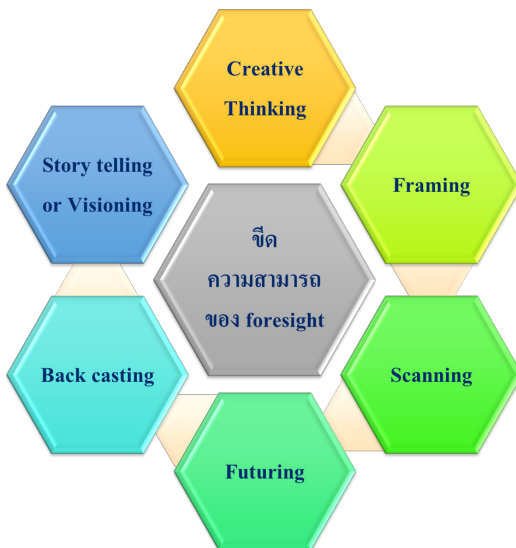 Creative
Thinking
Framing
Scanning
Futuring
Back casting
Story telling
or Visioning
ขีด
ความสามารถ
ของ foresight